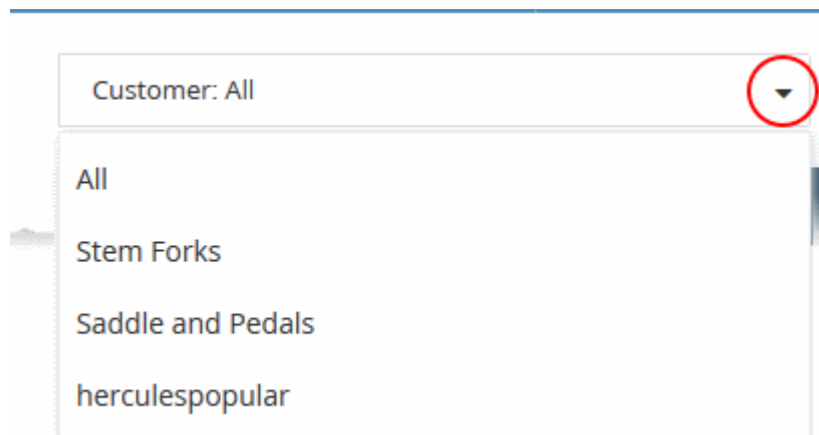 Customer: All
All
Stem Forks
Saddle and Pedals
herculespopular